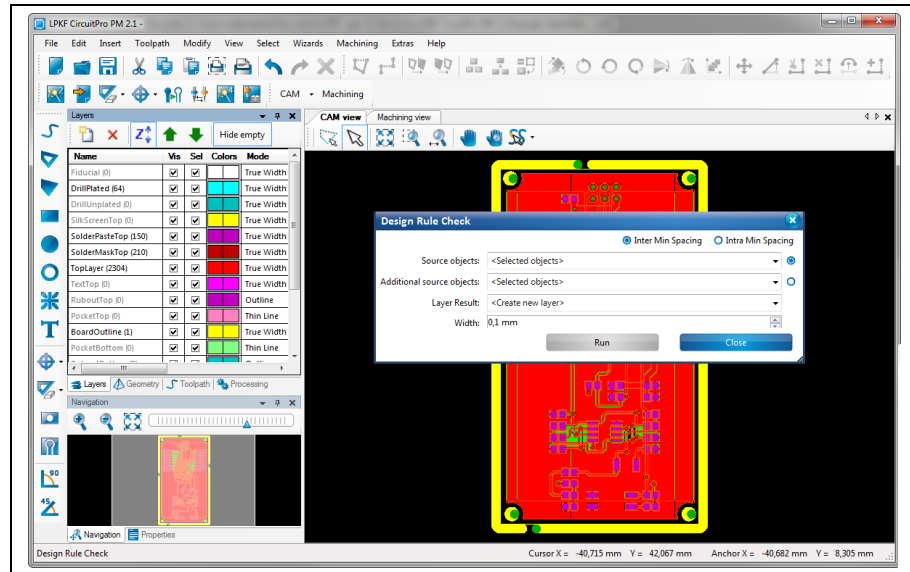 LPKF CircuitPro PM 2.1 -
File Edit Insert Toolpath Modify View Select Wizards Machining Extras Help
CAM Machining
Layers
Hide empty
Name Vis Sel Colors Mode
Fiducial (0) True Width
DrillPlated (64) True Width
DrillUnplated (0) True Width
SilkScreenTop (0) True Width
SolderPasteTop (150) True Width
SolderMaskTop (210) True Width
TopLayer (2304) True Width
TextTop (0) True Width
RuboutTop (0) Outline
PocketTop (0) Thin Line
BoardOutline (1) True Width
PocketBottom (0) Thin Line
Layers Geometry Toolpath Processing
Navigation
Navigation Properties
T
90
45
CAM view Machining view
Design Rule Check
Inter Min Spacing Intra Min Spacing
Source objects: <Selected objects>
Additional source objects: <Selected objects>
Layer Result: <Create new layer>
Width: 0,1 mm
Run Close
Design Rule Check Cursor X = -40,715 mm Y = 42,067 mm Anchor X = -40,682 mm Y = 8,305 mm